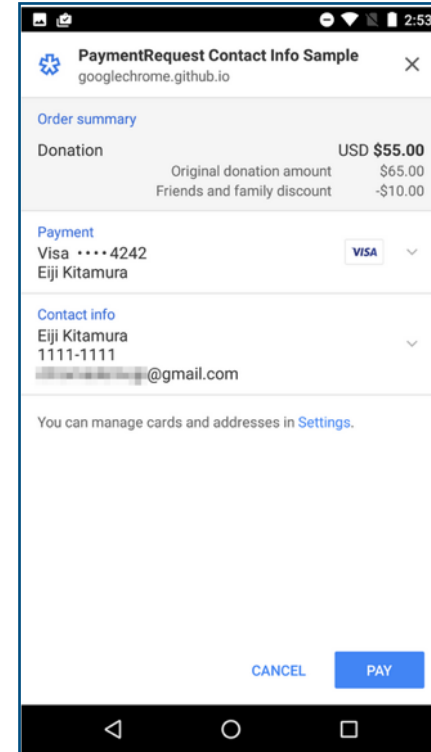 2:53
PaymentRequest Contact Info Sample
googlechrome.github.io
Order summary
Donation USD $55.00
Original donation amount $65.00
Friends and family discount -$10.00
Payment
Visa ····4242
VISA
Eiji Kitamura
Contact info
Eiji Kitamura
1111-1111
@gmail.com
You can manage cards and addresses in Settings.
CANCEL PAY